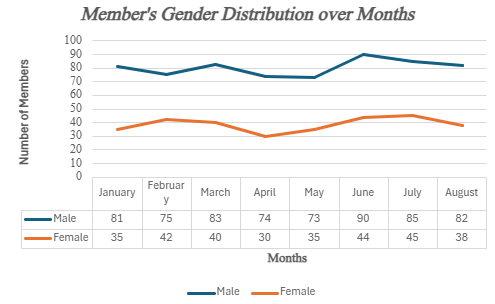 Member's Gender Distribution over Months
Number of Members
100
90
80
70
60
50
40
30
20
10
0
January Februar y March April May June July August
Male 81 75 83 74 73 90 85 82
Female 35 42 40 30 35 44 45 38
Months
Male Female